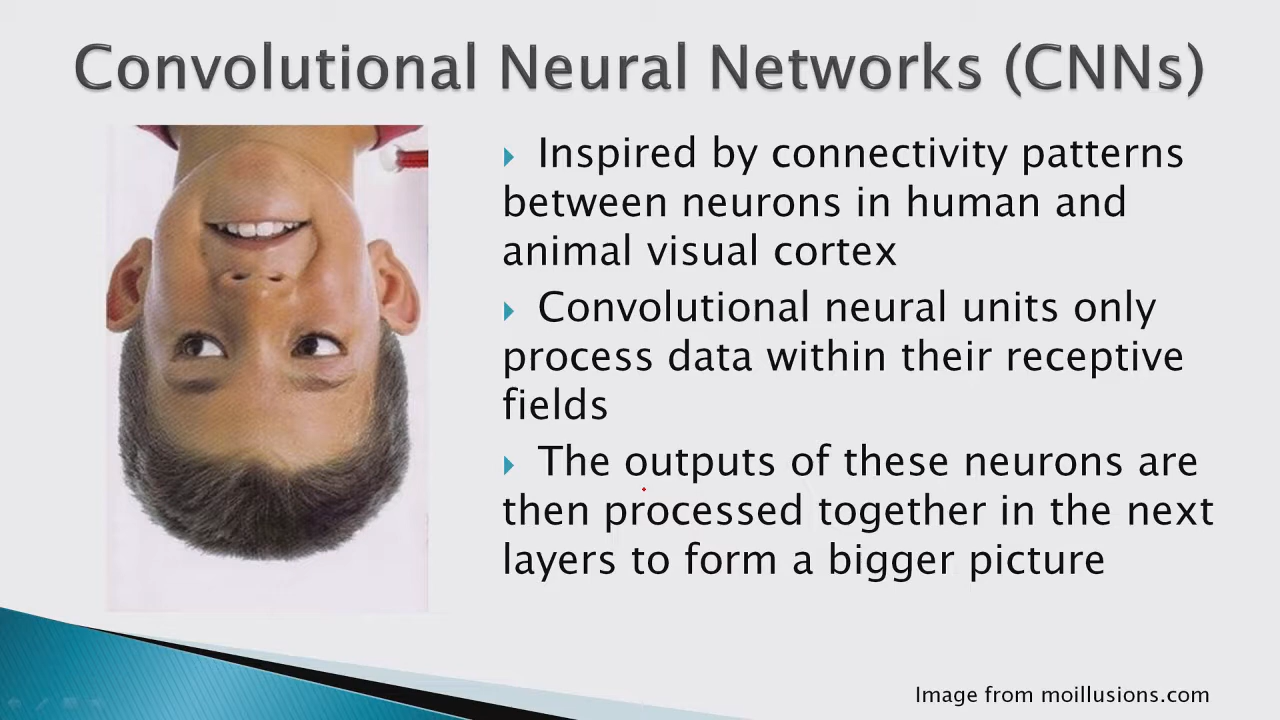 Convolutional Neural Networks (CNNs)
Inspired by connectivity patterns
between neurons in human and
animal visual cortex
Convolutional neural units only
process data within their receptive
fields
The outputs of these neurons are
then processed together in the next
layers to form a bigger picture
Image from moillusions.com